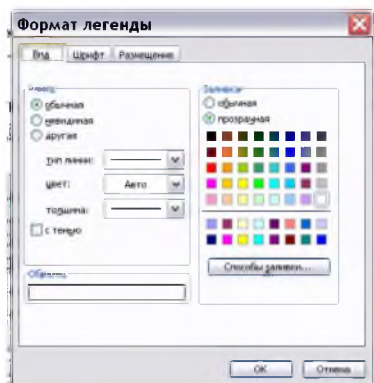 Формат легенды
Вид Шрифт Размещение
Рамка Заливка
обычная обычная
невидимая прозрачная
другая
тип линии:
цвет: Авто
толщина:
с тенью
Способы заливки...
Образец
ОК Отмена